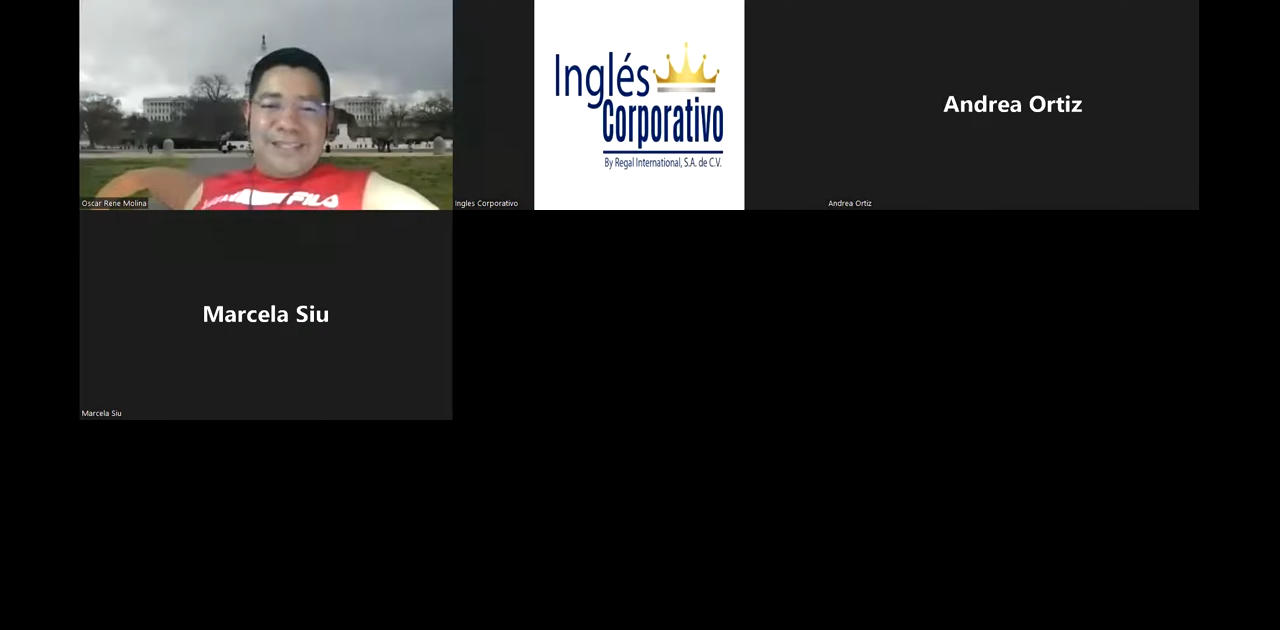 FILA
Oscar Rene Molina
Inglés
Corporativo
By Regal International, S.A. de C.V.
Ingles Corporativo
Andrea Ortiz
Andrea Ortiz
Marcela Siu
Marcela Siu